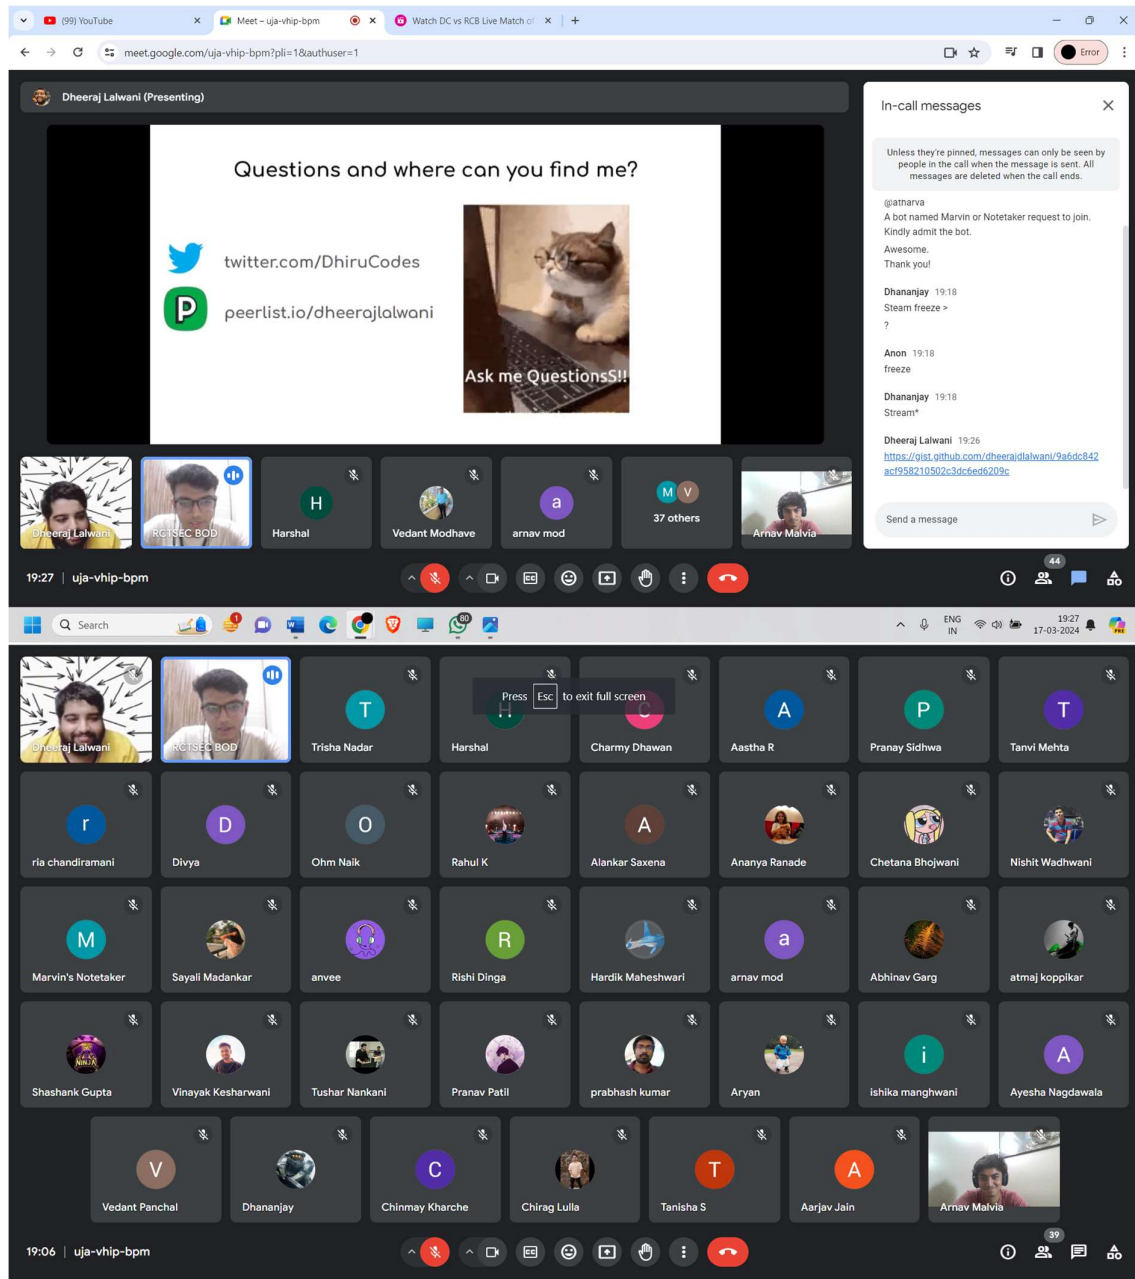 (99) YouTube
Meet – uja-vhip-bpm
Watch DC vs RCB Live Match of
meet.google.com/uja-vhip-bpm?pli=1&authuser=1
Error
Dheeraj Lalwani (Presenting)
Questions and where can you find me?
twitter.com/DhiruCodes
P
peerlist.io/dheerajlalwani
Ask me QuestionsS!!
In-call messages
Unless they're pinned, messages can only be seen by
people in the call when the message is sent. All
messages are deleted when the call ends.
@atharva
A bot named Marvin or Notetaker request to join.
Kindly admit the bot.
Awesome.
Thank you!
Dhananjay 19:18
Steam freeze >
?
Anon 19:18
freeze
Dhananjay 19:18
Stream*
Dheeraj Lalwani 19:26
https://gist.github.com/dheerajdlalwani/9a6dc842
acf958210502c3dc6ed6209c
Send a message
Dheeraj Lalwani
RCTSEC BOD
H
Harshal
Vedant Modhave
a
arnav mod
M V
37 others
Arnav Malvia
19:27 | uja-vhip-bpm
CC
44
Search
1
80
ENG
IN
19:27
17-03-2024
PRE
Press Esc to exit full screen
Dheeraj Lalwani
RCTSEC BOD
T
Trisha Nadar
H
Harshal
C
Charmy Dhawan
A
Aastha R
P
Pranay Sidhwa
T
Tanvi Mehta
r
ria chandiramani
D
Divya
O
Ohm Naik
Rahul K
A
Alankar Saxena
Ananya Ranade
Chetana Bhojwani
Nishit Wadhwani
M
Marvin's Notetaker
Sayali Madankar
anvee
R
Rishi Dinga
Hardik Maheshwari
a
arnav mod
Abhinav Garg
atmaj koppikar
NINJA
Shashank Gupta
Vinayak Kesharwani
Tushar Nankani
Pranav Patil
prabhash kumar
Aryan
i
ishika manghwani
A
Ayesha Nagdawala
V
Vedant Panchal
Dhananjay
C
Chinmay Kharche
Chirag Lulla
T
Tanisha S
A
Aarjav Jain
Arnav Malvia
19:06 | uja-vhip-bpm
CC
39